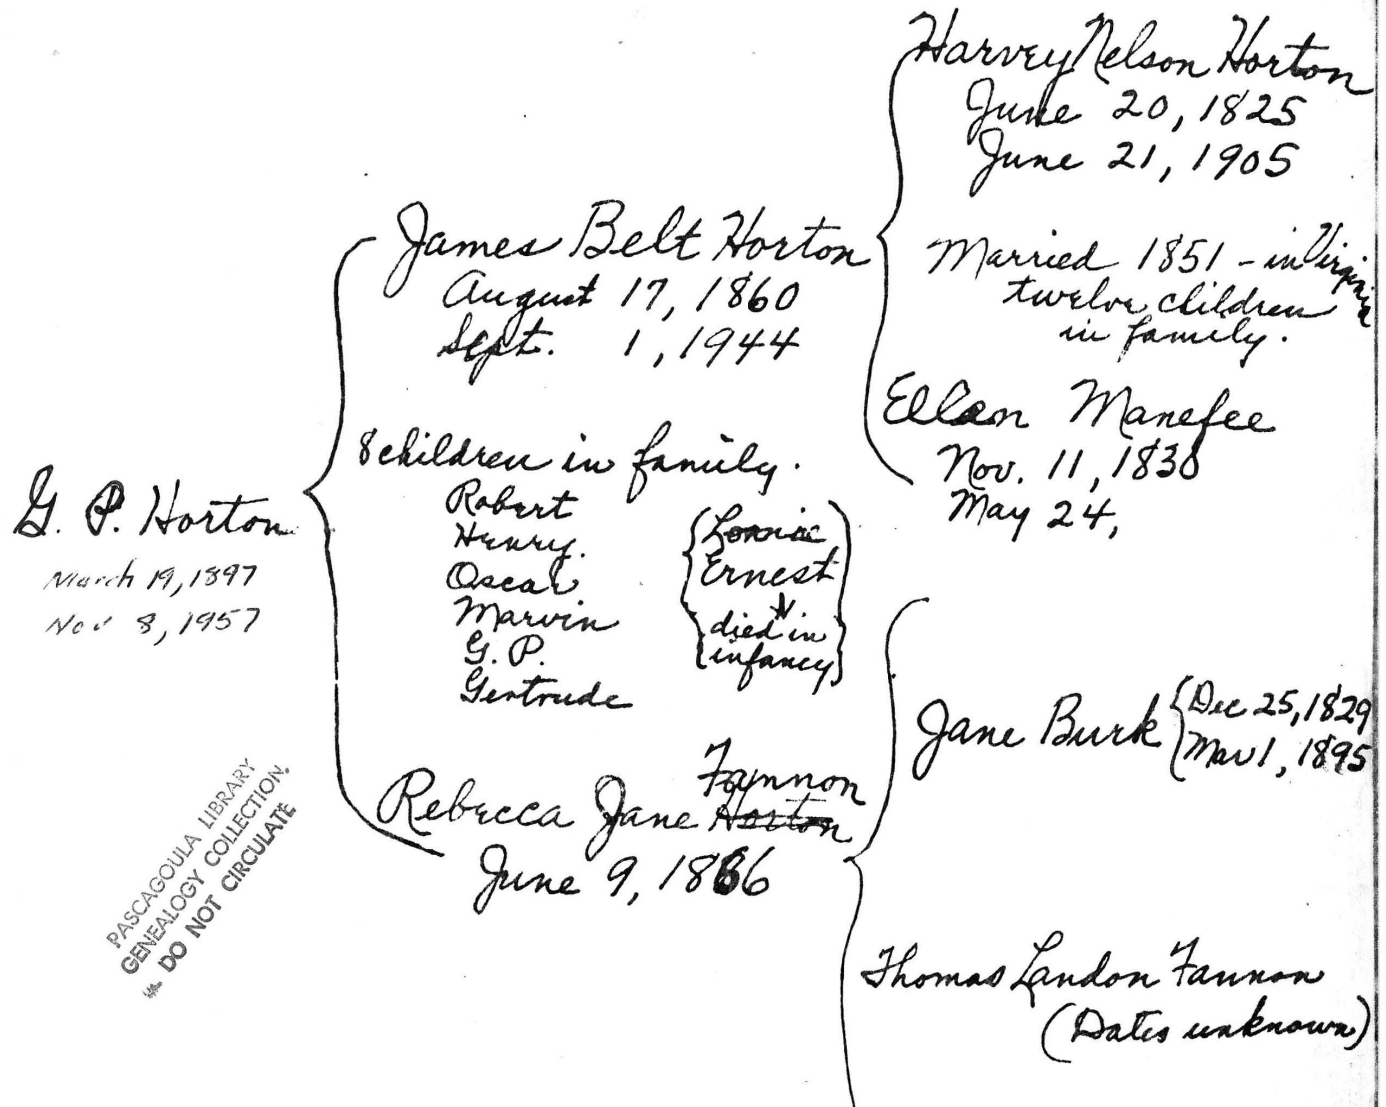 Harvey Nelson Horton
June 20, 1825
June 21, 1905
Married 1851 - in Virginia
twelve children
in family.
Ellen Manefee
Nov. 11, 1830
May 24,
James Belt Horton
August 17, 1860
Sept. 1, 1944
8 children in family.
Robert
Henry.
Oscar
Marvin
G. P.
Gertrude
Lonnie
Ernest
died in
infancy
G. P. Horton
March 19, 1897
Nov 8, 1957
Fannon
Rebecca Jane Horton
June 9, 1866
Jane Burk
Dec 25, 1829
Mar 1, 1895
Thomas Landon Fannon
(Dates unknown)
PASCAGOULA LIBRARY
GENEALOGY COLLECTION
DO NOT CIRCULATE